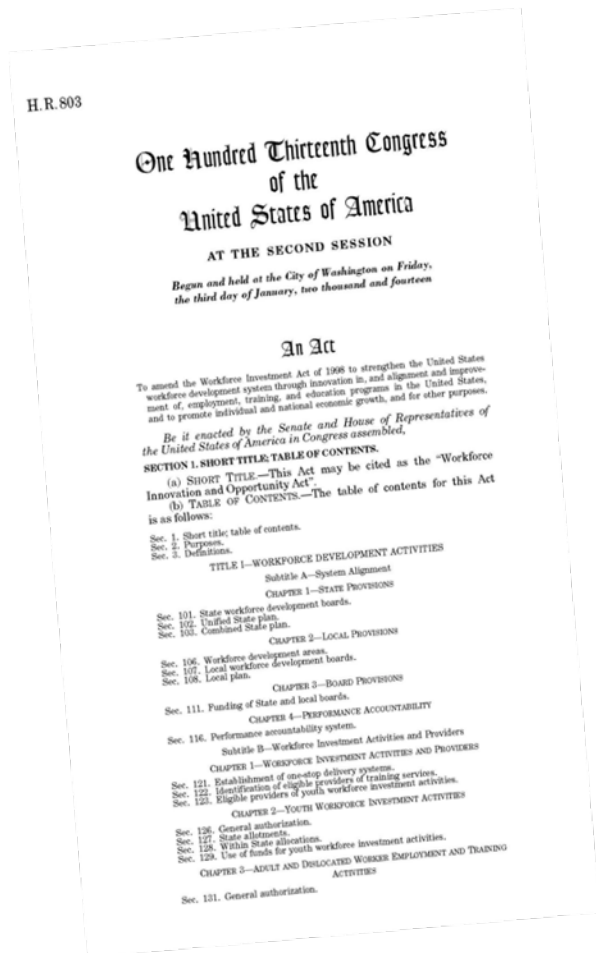 H.R.803
One Hundred Thirteenth Congress
of the
United States of America
AT THE SECOND SESSION
Begun and held at the City of Washington on Friday,
the third day of January, two thousand and fourteen
An Act
To amend the Workforce Investment Act of 1998 to strengthen the United States
workforce development system through innovation in, and alignment and improve-
ment of, employment, training, and education programs in the United States,
and to promote individual and national economic growth, and for other purposes.
Be it enacted by the Senate and House of Representatives of
the United States of America in Congress assembled,
SECTION 1. SHORT TITLE; TABLE OF CONTENTS.
(a) SHORT TITLE.—This Act may be cited as the “Workforce
Innovation and Opportunity Act”.
(b) TABLE OF CONTENTS.—The table of contents for this Act
is as follows:
Sec. 1. Short title; table of contents.
Sec. 2. Purposes.
Sec. 3. Definitions.
TITLE I—WORKFORCE DEVELOPMENT ACTIVITIES
Subtitle A—System Alignment
CHAPTER 1—STATE PROVISIONS
Sec. 101. State workforce development boards.
Sec. 102. Unified State plan.
Sec. 103. Combined State plan.
CHAPTER 2—LOCAL PROVISIONS
Sec. 106. Workforce development areas.
Sec. 107. Local workforce development boards.
Sec. 108. Local plan.
CHAPTER 3—BOARD PROVISIONS
Sec. 111. Funding of State and local boards.
CHAPTER 4—PERFORMANCE ACCOUNTABILITY
Sec. 116. Performance accountability system.
Subtitle B—Workforce Investment Activities and Providers
CHAPTER 1—WORKFORCE INVESTMENT ACTIVITIES AND PROVIDERS
Sec. 121. Establishment of one-stop delivery systems.
Sec. 122. Identification of eligible providers of training services.
Sec. 123. Eligible providers of youth workforce investment activities.
CHAPTER 2—YOUTH WORKFORCE INVESTMENT ACTIVITIES
Sec. 126. General authorization.
Sec. 127. State allotments.
Sec. 128. Within State allocations.
Sec. 129. Use of funds for youth workforce investment activities.
CHAPTER 3—ADULT AND DISLOCATED WORKER EMPLOYMENT AND TRAINING
ACTIVITIES
Sec. 131. General authorization.